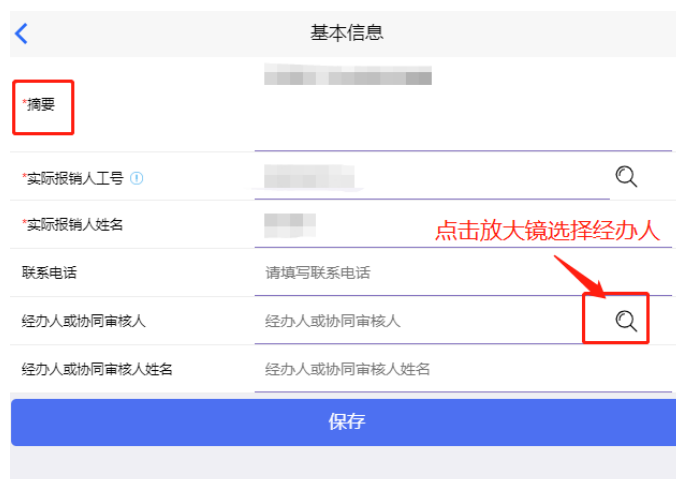 基本信息
*摘要
*实际报销人工号
*实际报销人姓名
点击放大镜选择经办人
联系电话 请填写联系电话
经办人或协同审核人 经办人或协同审核人
经办人或协同审核人姓名 经办人或协同审核人姓名
保存